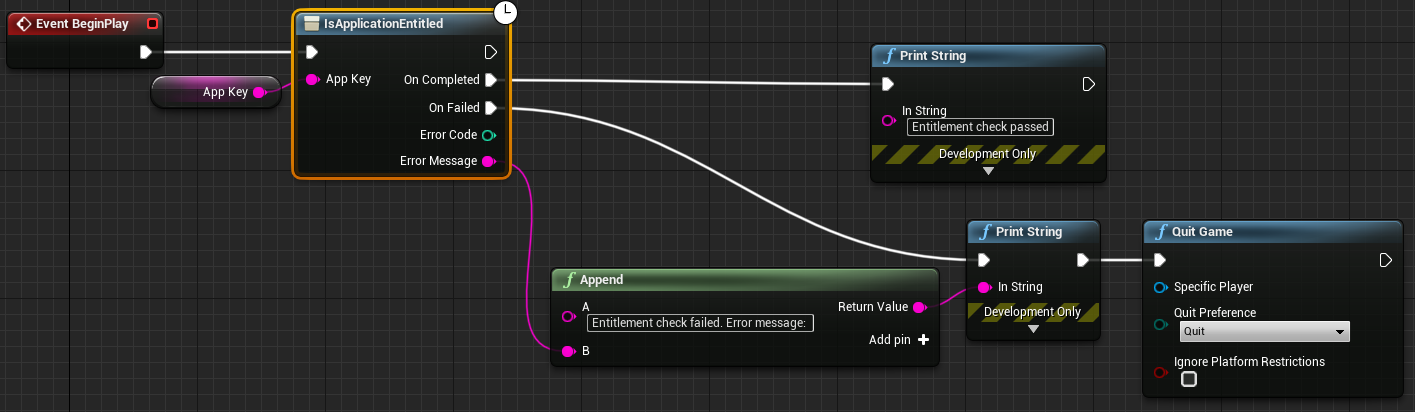 Event BeginPlay
App Key
IsApplicationEntitled
App Key
On Completed
On Failed
Error Code
Error Message
Print String
In String
Entitlement check passed
Development Only
Append
A
Entitlement check failed. Error message:
B
Return Value
Add pin
Print String
In String
Development Only
Quit Game
Specific Player
Quit Preference
Quit
Ignore Platform Restrictions